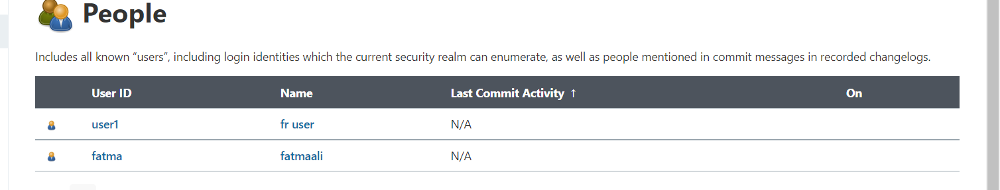 People
Includes all known “users”, including login identities which the current security realm can enumerate, as well as people mentioned in commit messages in recorded changelogs.
User ID Name Last Commit Activity ↑ On
user1 fr user N/A
fatma fatmaali N/A